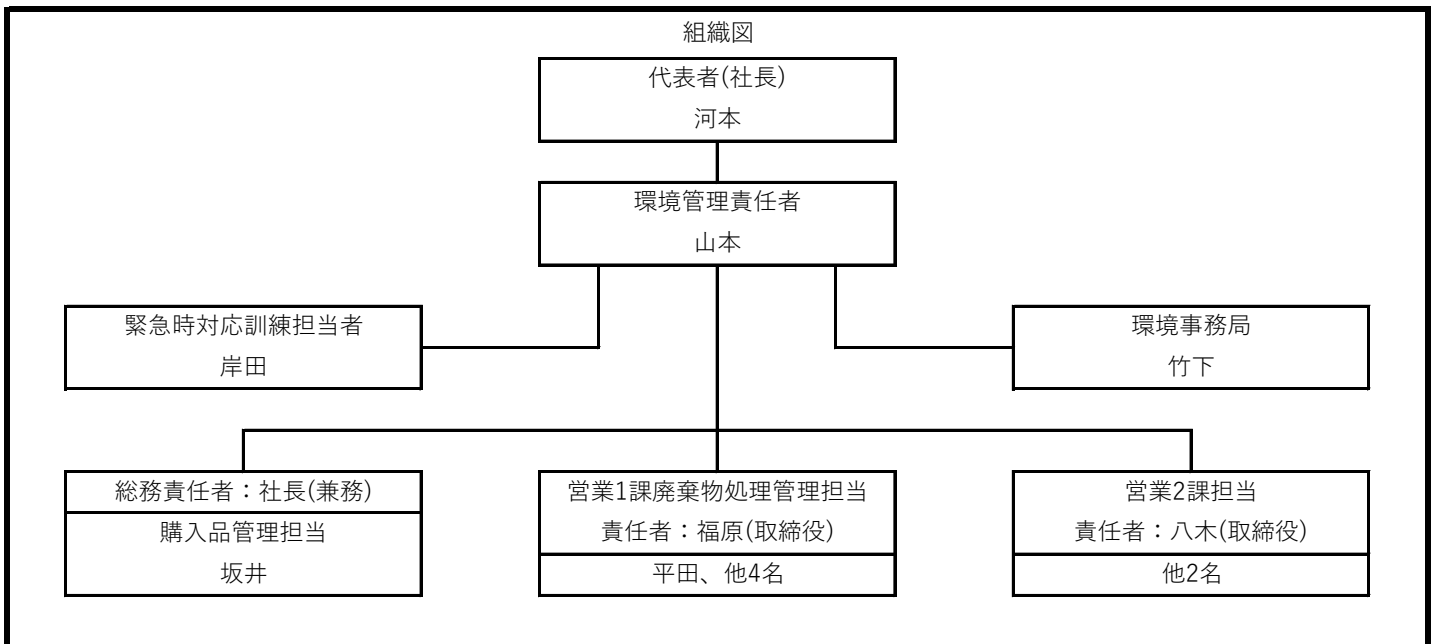 組織図
代表者(社長)
河本
環境管理責任者
山本
緊急時対応訓練担当者
岸田
環境事務局
竹下
総務責任者：社長(兼務)
購入品管理担当
坂井
営業1課廃棄物処理管理担当
責任者：福原(取締役)
平田、他4名
営業2課担当
責任者：八木(取締役)
他2名